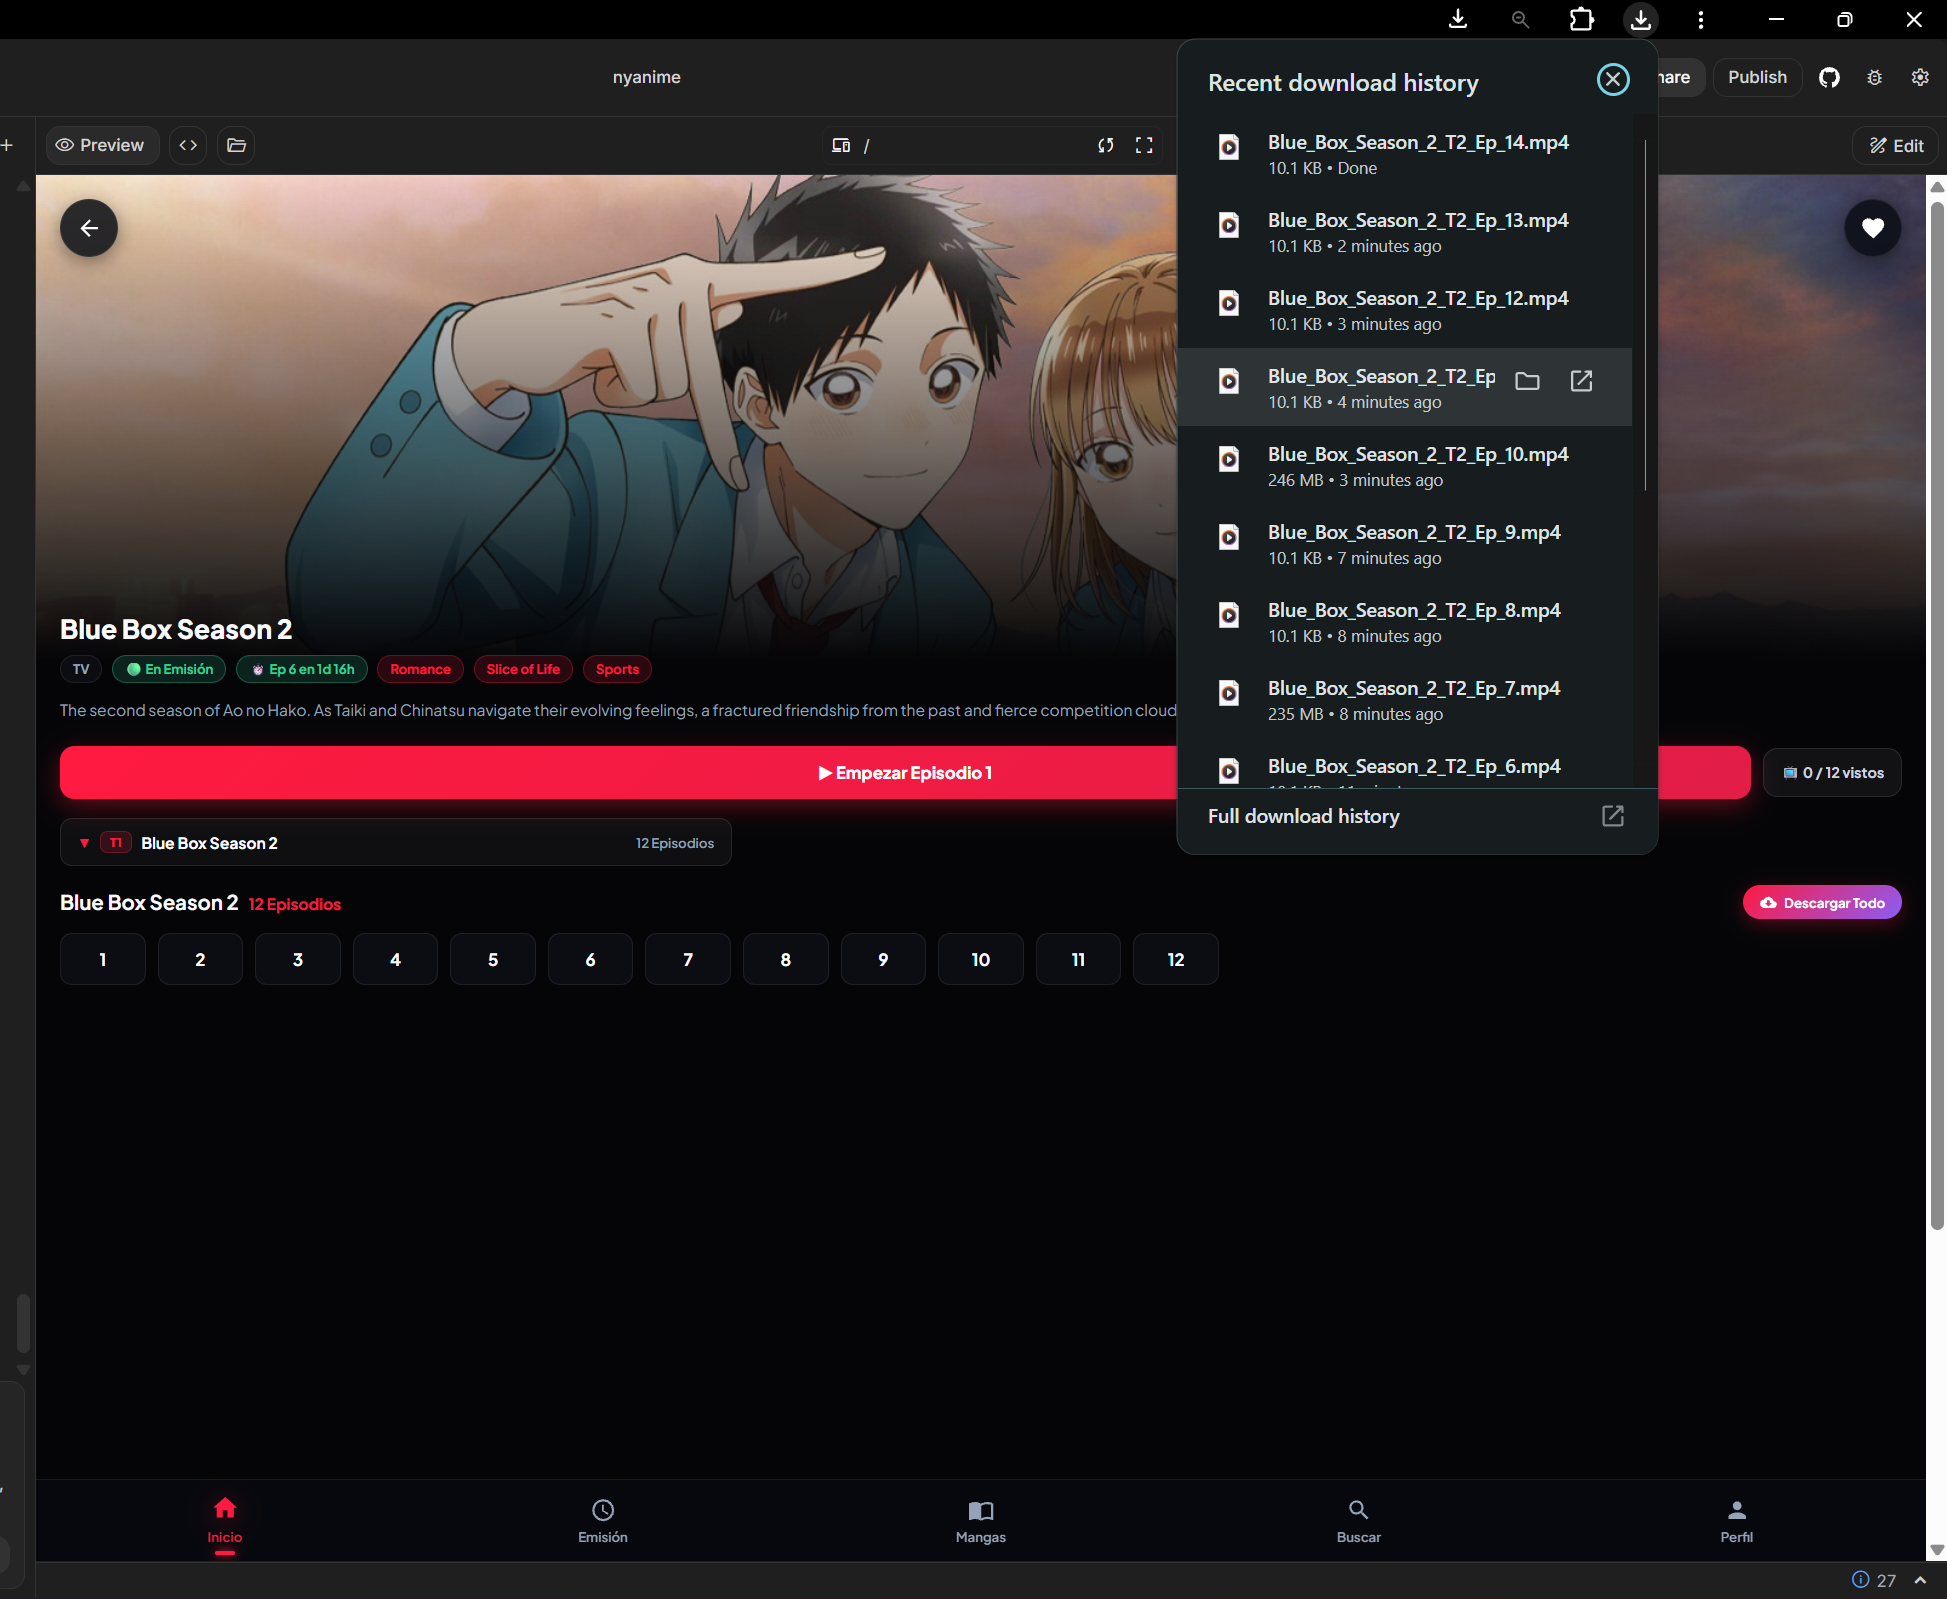 nyanime
hare
Publish
Preview
/
Edit
Recent download history
Blue_Box_Season_2_T2_Ep_14.mp4
10.1 KB • Done
Blue_Box_Season_2_T2_Ep_13.mp4
10.1 KB • 2 minutes ago
Blue_Box_Season_2_T2_Ep_12.mp4
10.1 KB • 3 minutes ago
Blue_Box_Season_2_T2_Ep
10.1 KB • 4 minutes ago
Blue_Box_Season_2_T2_Ep_10.mp4
246 MB • 3 minutes ago
Blue_Box_Season_2_T2_Ep_9.mp4
10.1 KB • 7 minutes ago
Blue_Box_Season_2_T2_Ep_8.mp4
10.1 KB • 8 minutes ago
Blue_Box_Season_2_T2_Ep_7.mp4
235 MB • 8 minutes ago
Blue_Box_Season_2_T2_Ep_6.mp4
Full download history
Blue Box Season 2
TV
En Emisión
Ep 6 en 1d 16h
Romance
Slice of Life
Sports
The second season of Ao no Hako. As Taiki and Chinatsu navigate their evolving feelings, a fractured friendship from the past and fierce competition cloud
Empezar Episodio 1
0 / 12 vistos
T1 Blue Box Season 2 12 Episodios
Blue Box Season 2 12 Episodios
Descargar Todo
1 2 3 4 5 6 7 8 9 10 11 12
Inicio
Emisión
Mangas
Buscar
Perfil
27